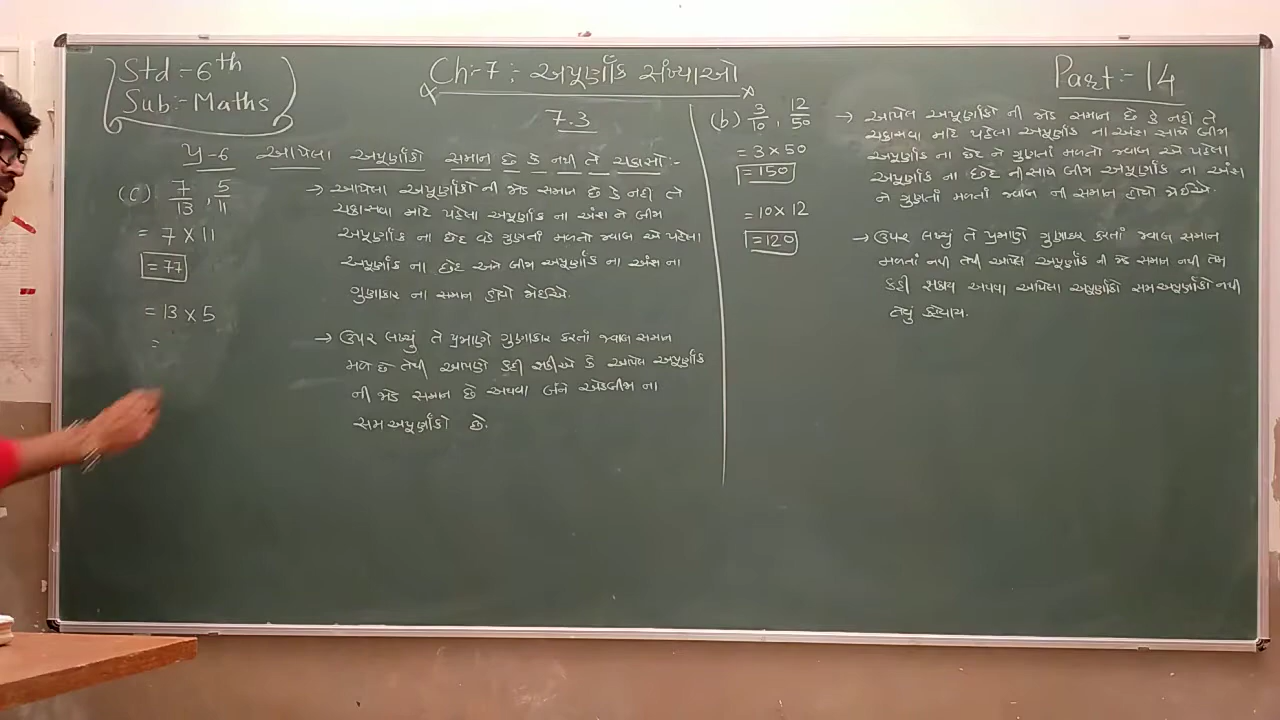 Std :- 6th
Sub:- Maths
Ch:-7 : અપૂર્ણાંક સંખ્યાઓ
Part :- 14
7.3
પ્ર-6 આપેલા અપૂર્ણાંકો સમાન છે કે નથી તે ચકાસો:-
(C) 7/13, 5/11
= 7 × 11
= 77
= 13 × 5
=
→ આપેલા અપૂર્ણાંકો ની જોડ સમાન છે કે નહી તે
ચકાસવા માટે પહેલા અપૂર્ણાંક ના અંશ ને બીજા
અપૂર્ણાંક ના છેદ વડે ગુણતાં મળતો જવાબ એ પહેલા
અપૂર્ણાંક ના છેદ અને બીજા અપૂર્ણાંક ના અંશ ના
ગુણાકાર ના સમાન હોવો જોઈએ.
→ ઉપર લખ્યું તે પ્રમાણે ગુણાકાર કરતાં જવાબ સમાન
મળે છે તેથી આપણે કહી શકીએ કે આપેલ અપૂર્ણાંક
ની જોડ સમાન છે અથવા બંને એકબીજા ના
સમ અપૂર્ણાંકો છે.
(b) 3/10, 12/50
= 3 × 50
= 150
= 10 × 12
= 120
→ આપેલ અપૂર્ણાંકો ની જોડ સમાન છે કે નહી તે
ચકાસવા માટે પહેલા અપૂર્ણાંક ના અંશ સાથે બીજા
અપૂર્ણાંક ના છેદ ને ગુણતાં મળતો જવાબ એ પહેલા
અપૂર્ણાંક ના છેદ ની સાથે બીજા અપૂર્ણાંક ના અંશ
ને ગુણતાં મળતાં જવાબ ની સમાન હોવો જોઈએ.
→ ઉપર લખ્યું તે પ્રમાણે ગુણાકાર કરતાં જવાબ સમાન
મળતાં નથી તેથી આપેલ અપૂર્ણાંક ની જોડ સમાન નથી તેમ
કહી શકાય અથવા આપેલા અપૂર્ણાંકો સમઅપૂર્ણાંકો નથી
તેવું કહેવાય.